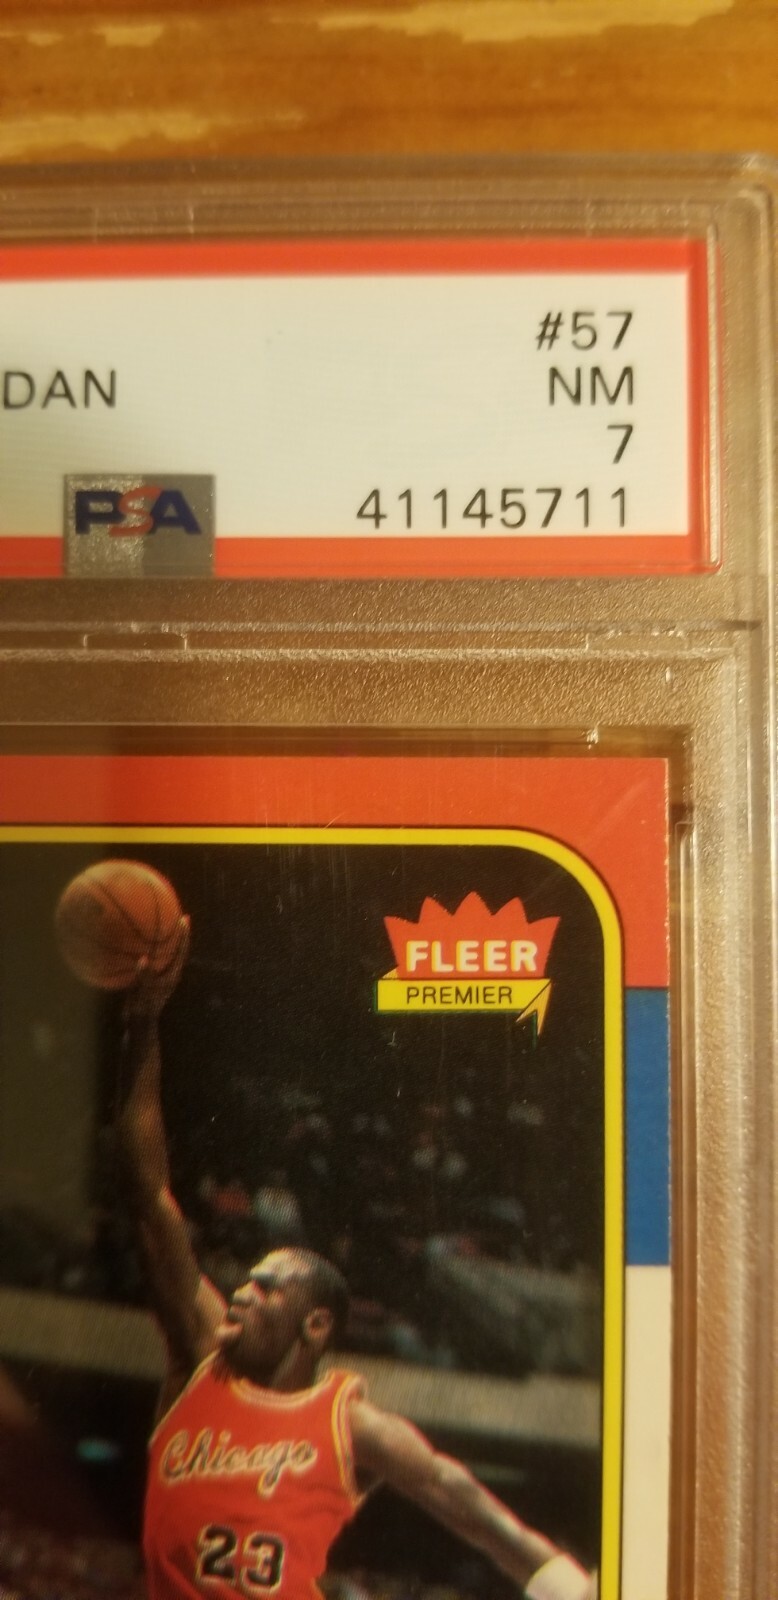 #57
DAN NM
7
PSA 41145711
FLEER
PREMIER
Chicago
23